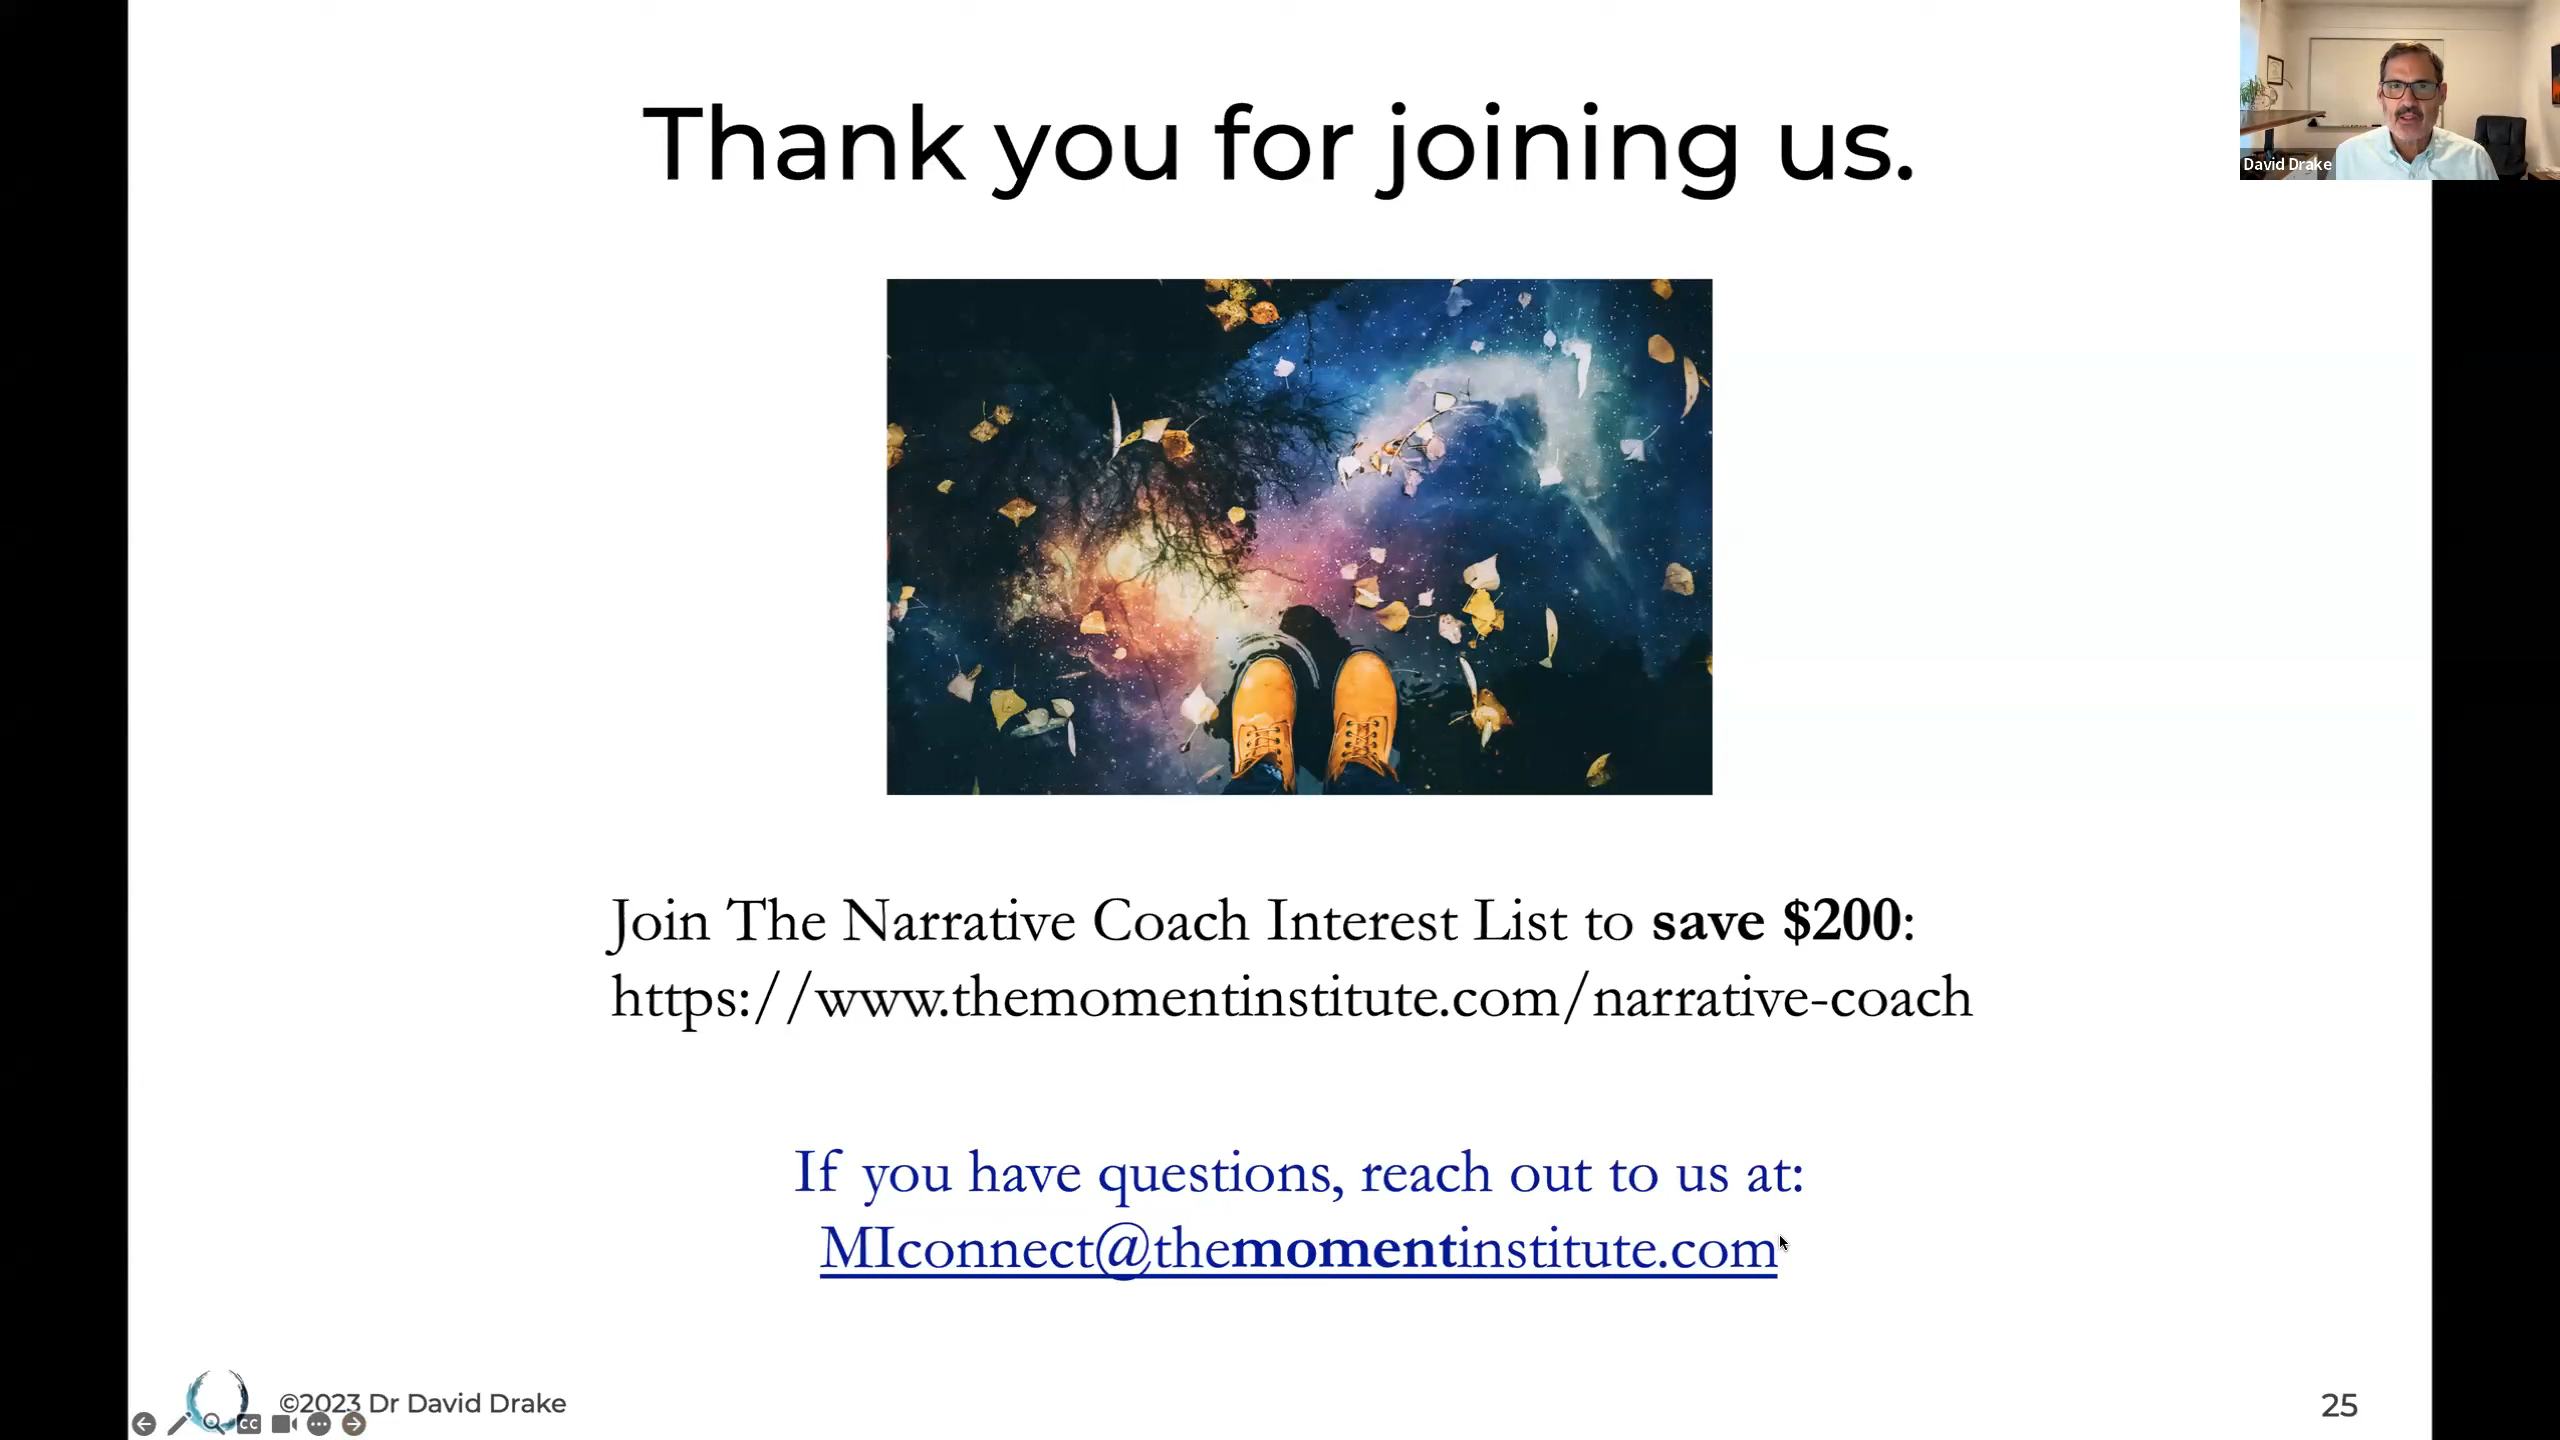 Thank you for joining us.
David Drake
Join The Narrative Coach Interest List to save $200:
https://www.themomentinstitute.com/narrative-coach
If you have questions, reach out to us at:
MIconnect@themomentinstitute.com
©2023 Dr David Drake
CC
25